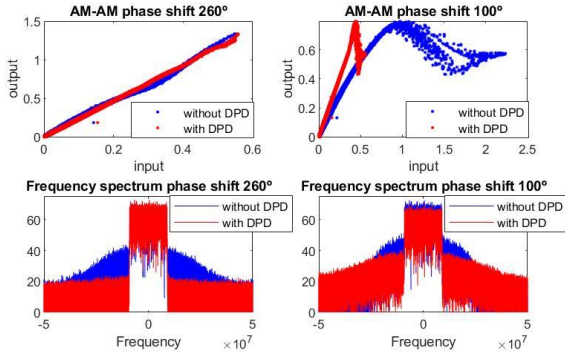 AM-AM phase shift 260º
1.5
1
0.5
0
output
0
0.2
0.4
0.6
input
without DPD
with DPD
AM-AM phase shift 100º
0.6
0.4
0.2
0
output
0
0.5
1
1.5
2
2.5
input
without DPD
with DPD
Frequency spectrum phase shift 260º
60
40
20
0
-5
0
5
×10⁷
Frequency
without DPD
with DPD
Frequency spectrum phase shift 100º
60
40
20
0
-5
0
5
×10⁷
Frequency
without DPD
with DPD